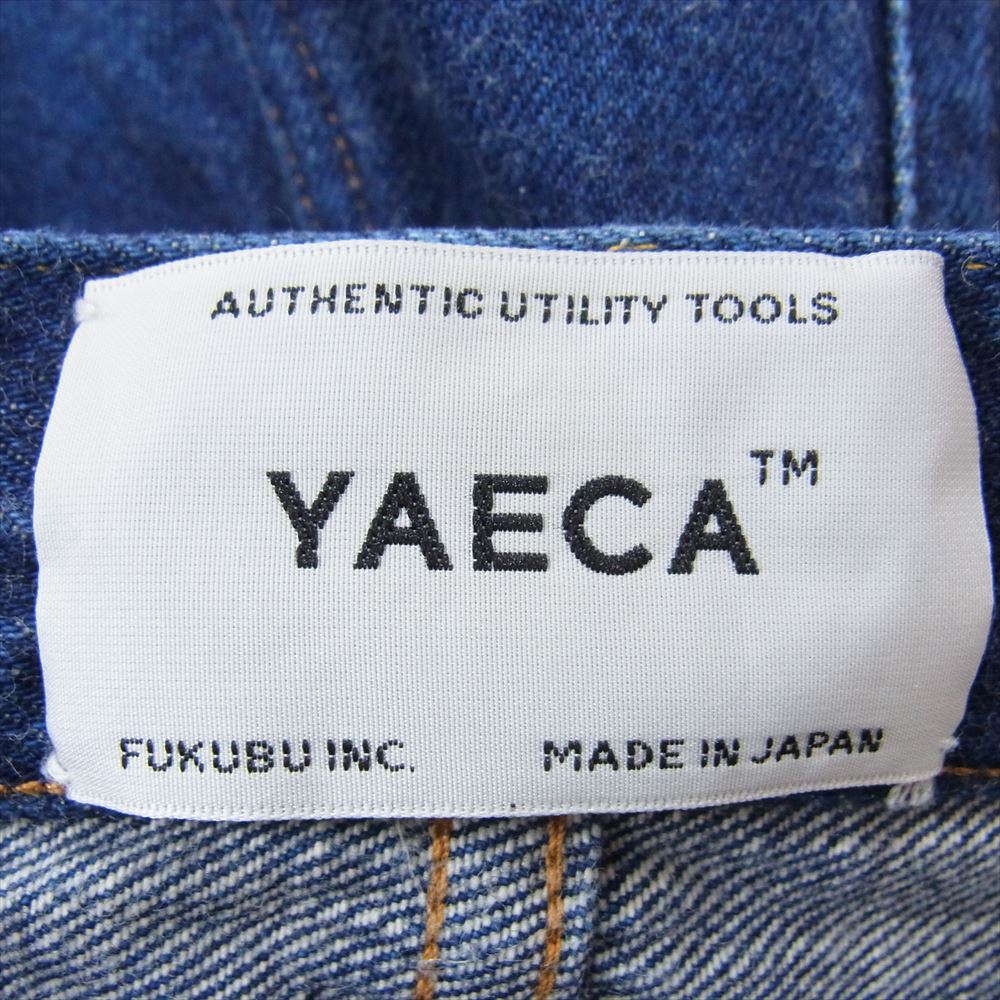 AUTHENTIC UTILITY TOOLS
YAECA™
FUKUBU INC. MADE IN JAPAN